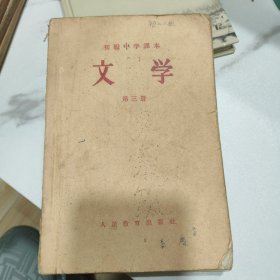 初级中学课本
文学
第三册
人民教育出版社